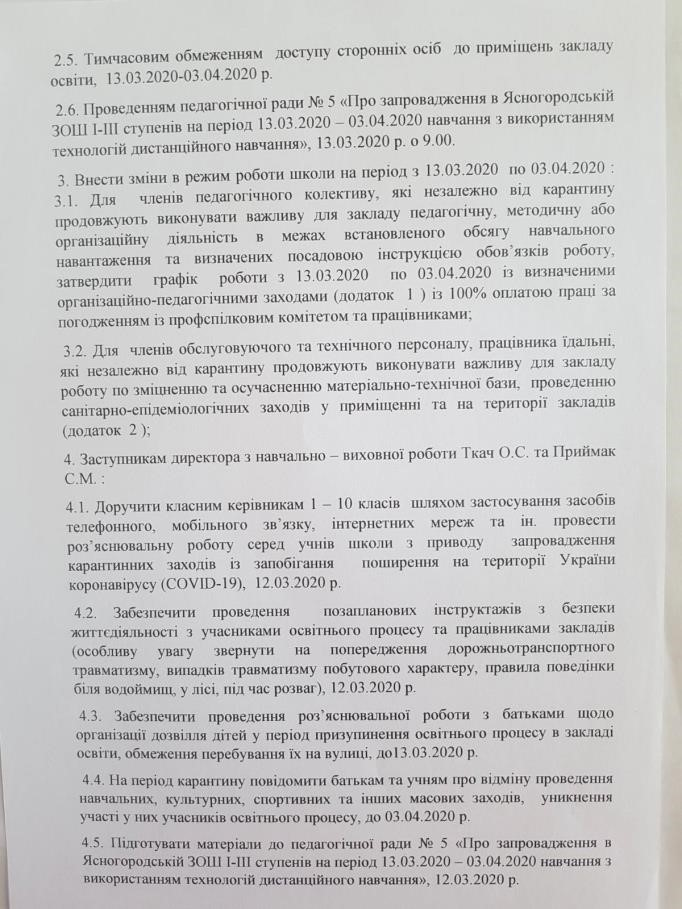 2.5. Тимчасовим обмеженням доступу сторонніх осіб до приміщень закладу
освіти, 13.03.2020-03.04.2020 р.
2.6. Проведенням педагогічної ради № 5 «Про запровадження в Ясногородській
ЗОШ І-ІІІ ступенів на період 13.03.2020 – 03.04.2020 навчання з використанням
технологій дистанційного навчання», 13.03.2020 р. о 9.00.
3. Внести зміни в режим роботи школи на період з 13.03.2020 по 03.04.2020 :
3.1. Для членів педагогічного колективу, які незалежно від карантину
продовжують виконувати важливу для закладу педагогічну, методичну або
організаційну діяльність в межах встановленого обсягу навчального
навантаження та визначених посадовою інструкцією обов’язків роботу,
затвердити графік роботи з 13.03.2020 по 03.04.2020 із визначеними
організаційно-педагогічними заходами (додаток 1 ) із 100% оплатою праці за
погодженням із профспілковим комітетом та працівниками;
3.2. Для членів обслуговуючого та технічного персоналу, працівника їдальні,
які незалежно від карантину продовжують виконувати важливу для закладу
роботу по зміцненню та осучасненню матеріально-технічної бази, проведенню
санітарно-епідеміологічних заходів у приміщенні та на території закладів
(додаток 2 );
4. Заступникам директора з навчально – виховної роботи Ткач О.С. та Приймак
С.М. :
4.1. Доручити класним керівникам 1 – 10 класів шляхом застосування засобів
телефонного, мобільного зв’язку, інтернетних мереж та ін. провести
роз’яснювальну роботу серед учнів школи з приводу запровадження
карантинних заходів із запобігання поширення на території України
коронавірусу (COVID-19), 12.03.2020 р.
4.2. Забезпечити проведення позапланових інструктажів з безпеки
життєдіяльності з учасниками освітнього процесу та працівниками закладів
(особливу увагу звернути на попередження дорожньотранспортного
травматизму, випадків травматизму побутового характеру, правила поведінки
біля водоймищ, у лісі, під час розваг), 12.03.2020 р.
4.3. Забезпечити проведення роз’яснювальної роботи з батьками щодо
організації дозвілля дітей у період призупинення освітнього процесу в закладі
освіти, обмеження перебування їх на вулиці, до13.03.2020 р.
4.4. На період карантину повідомити батькам та учням про відміну проведення
навчальних, культурних, спортивних та інших масових заходів, уникнення
участі у них учасників освітнього процесу, до 03.04.2020 р.
4.5. Підготувати матеріали до педагогічної ради № 5 «Про запровадження в
Ясногородській ЗОШ І-ІІІ ступенів на період 13.03.2020 – 03.04.2020 навчання з
використанням технологій дистанційного навчання», 12.03.2020 р.